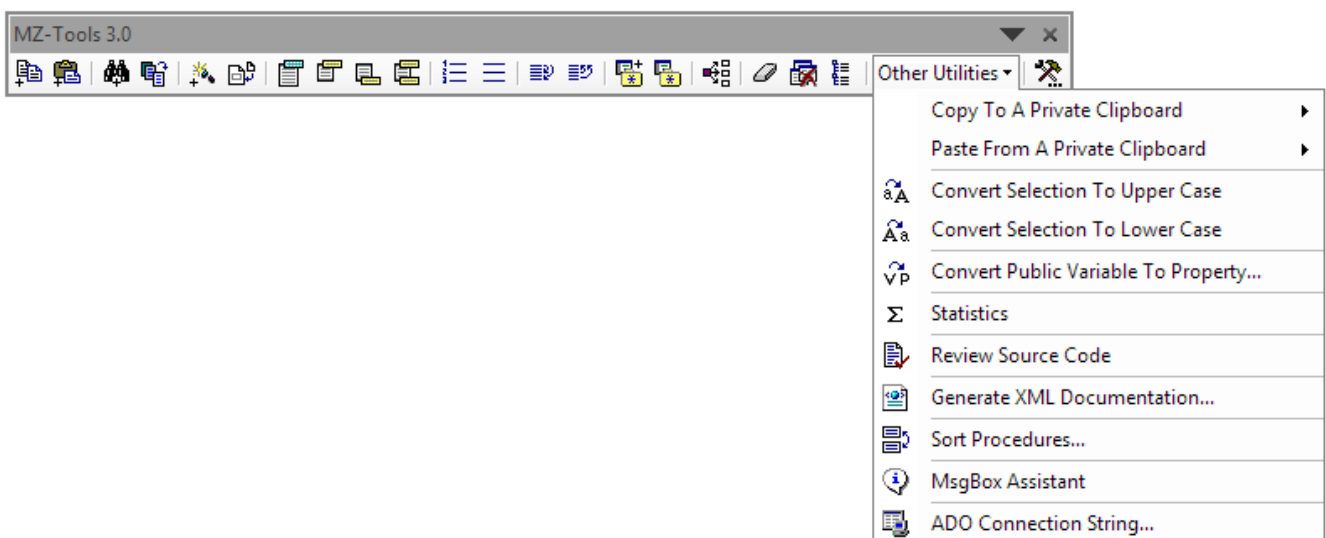 MZ-Tools 3.0
Other Utilities
Copy To A Private Clipboard
Paste From A Private Clipboard
Convert Selection To Upper Case
Convert Selection To Lower Case
Convert Public Variable To Property...
Statistics
Review Source Code
Generate XML Documentation...
Sort Procedures...
MsgBox Assistant
ADO Connection String...